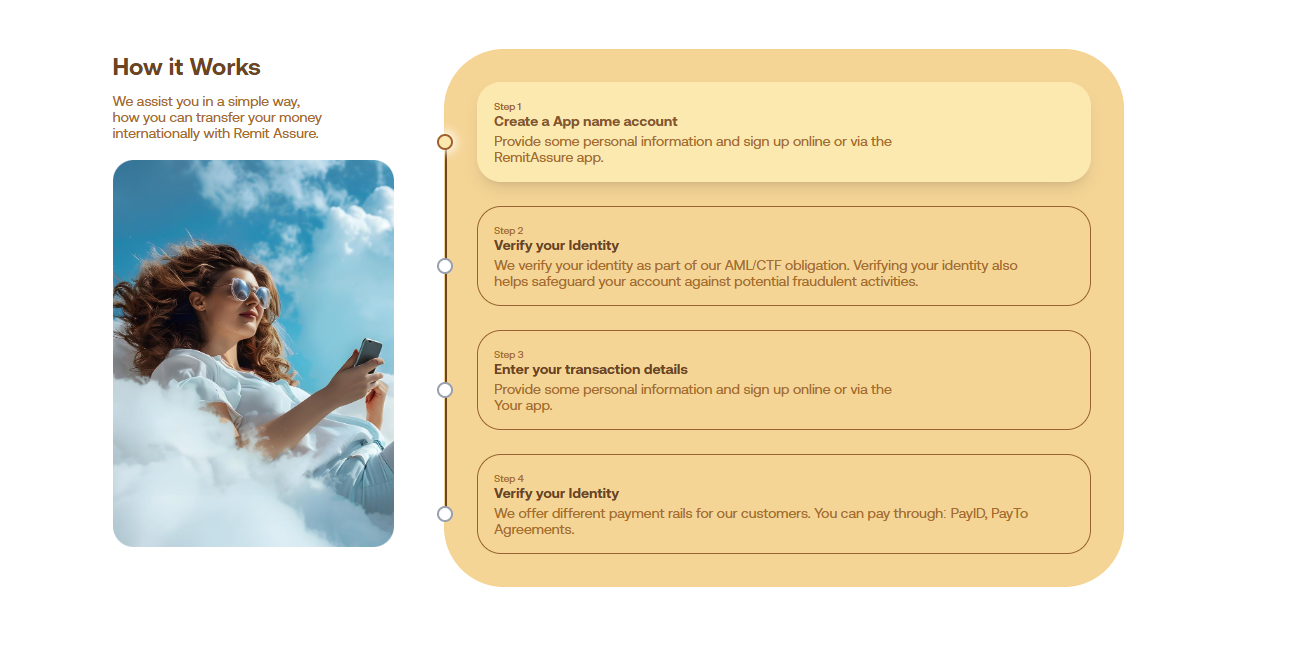 How it Works
We assist you in a simple way,
how you can transfer your money
internationally with Remit Assure.
Step 1
Create a App name account
Provide some personal information and sign up online or via the
RemitAssure app.
Step 2
Verify your Identity
We verify your identity as part of our AML/CTF obligation. Verifying your identity also
helps safeguard your account against potential fraudulent activities.
Step 3
Enter your transaction details
Provide some personal information and sign up online or via the
Your app.
Step 4
Verify your Identity
We offer different payment rails for our customers. You can pay through: PayID, PayTo
Agreements.